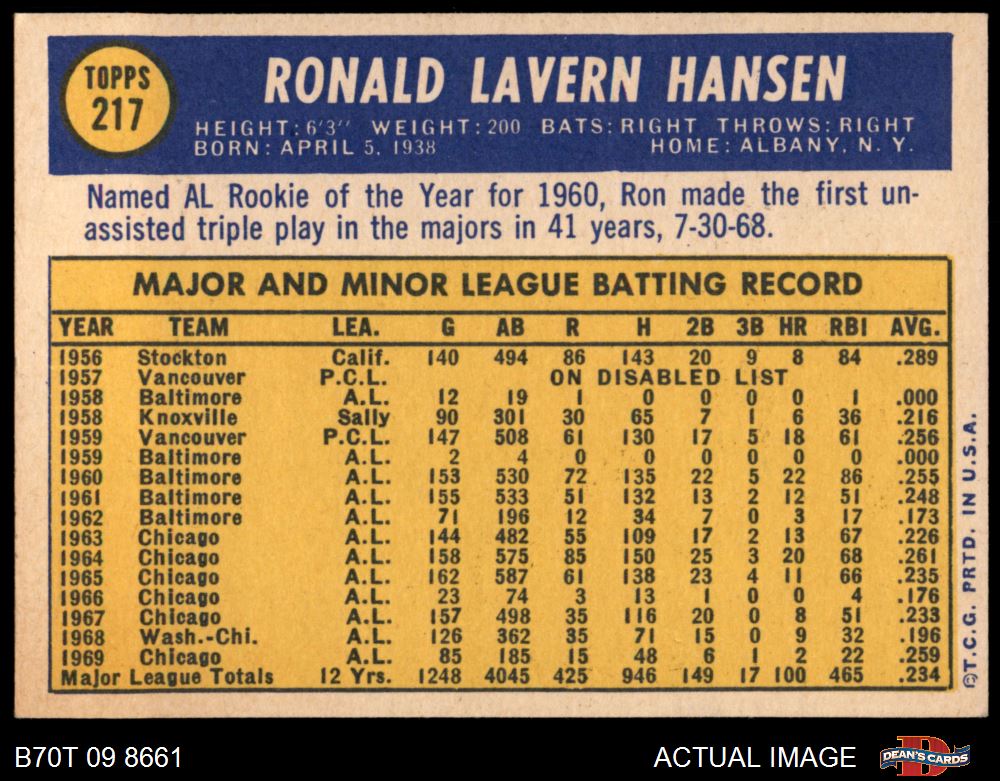 TOPPS
217
RONALD LAVERN HANSEN
HEIGHT: 6'3" WEIGHT: 200 BATS: RIGHT THROWS: RIGHT
BORN: APRIL 5, 1938 HOME: ALBANY, N. Y.
Named AL Rookie of the Year for 1960, Ron made the first un-
assisted triple play in the majors in 41 years, 7-30-68.
MAJOR AND MINOR LEAGUE BATTING RECORD
YEAR TEAM LEA. G AB R H 2B 3B HR RBI AVG.
1956 Stockton Calif. 140 494 86 143 20 9 8 84 .289
1957 Vancouver P.C.L. ON DISABLED LIST
1958 Baltimore A.L. 12 19 1 0 0 0 0 1 .000
1958 Knoxville Sally 90 301 30 65 7 1 6 36 .216
1959 Vancouver P.C.L. 147 508 61 130 17 5 18 61 .256
1959 Baltimore A.L. 2 4 0 0 0 0 0 0 .000
1960 Baltimore A.L. 153 530 72 135 22 5 22 86 .255
1961 Baltimore A.L. 155 533 51 132 13 2 12 51 .248
1962 Baltimore A.L. 71 196 12 34 7 0 3 17 .173
1963 Chicago A.L. 144 482 55 109 17 2 13 67 .226
1964 Chicago A.L. 158 575 85 150 25 3 20 68 .261
1965 Chicago A.L. 162 587 61 138 23 4 11 66 .235
1966 Chicago A.L. 23 74 3 13 1 0 0 4 .176
1967 Chicago A.L. 157 498 35 116 20 0 8 51 .233
1968 Wash.-Chi. A.L. 126 362 35 71 15 0 9 32 .196
1969 Chicago A.L. 85 185 15 48 6 1 2 22 .259
Major League Totals 12 Yrs. 1248 4045 425 946 149 17 100 465 .234
©T.C.G. PRTD. IN U.S.A.
B70T 09 8661 ACTUAL IMAGE
DEAN'S CARDS